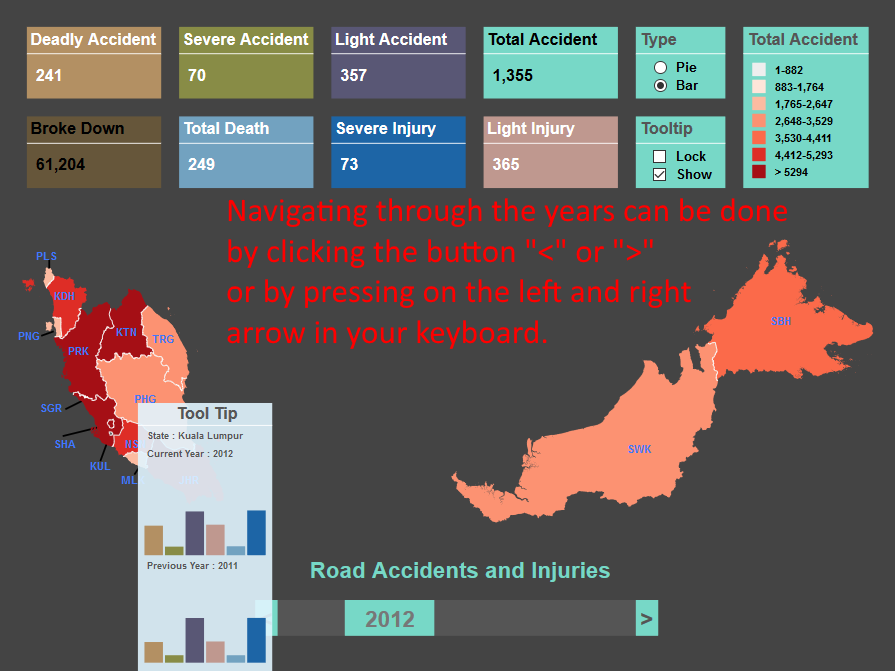 Deadly Accident
241
Severe Accident
70
Light Accident
357
Total Accident
1,355
Type
Pie
Bar
Total Accident
1-882
883-1,764
1,765-2,647
2,648-3,529
3,530-4,411
4,412-5,293
> 5294
Broke Down
61,204
Total Death
249
Severe Injury
73
Light Injury
365
Tooltip
Lock
Show
Navigating through the years can be done
by clicking the button "<" or ">"
or by pressing on the left and right
arrow in your keyboard.
PLS
KDH
PNG
KTN
TRG
PRK
PHG
SGR
SHA
KUL
SBH
SWK
Tool Tip
State : Kuala Lumpur
Current Year : 2012
Previous Year : 2011
Road Accidents and Injuries
2012
>